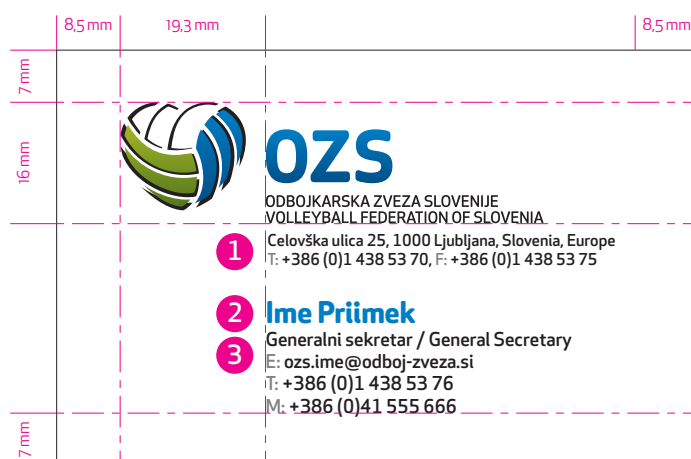 8,5 mm 19,3 mm 8,5 mm
7 mm
16 mm
OZS
ODBOJKARSKA ZVEZA SLOVENIJE
VOLLEYBALL FEDERATION OF SLOVENIA
1 Celovška ulica 25, 1000 Ljubljana, Slovenia, Europe
T: +386 (0)1 438 53 70, F: +386 (0)1 438 53 75
2 Ime Priimek
Generalni sekretar / General Secretary
3 E: ozs.ime@odboj-zveza.si
T: +386 (0)1 438 53 76
M: +386 (0)41 555 666
7 mm